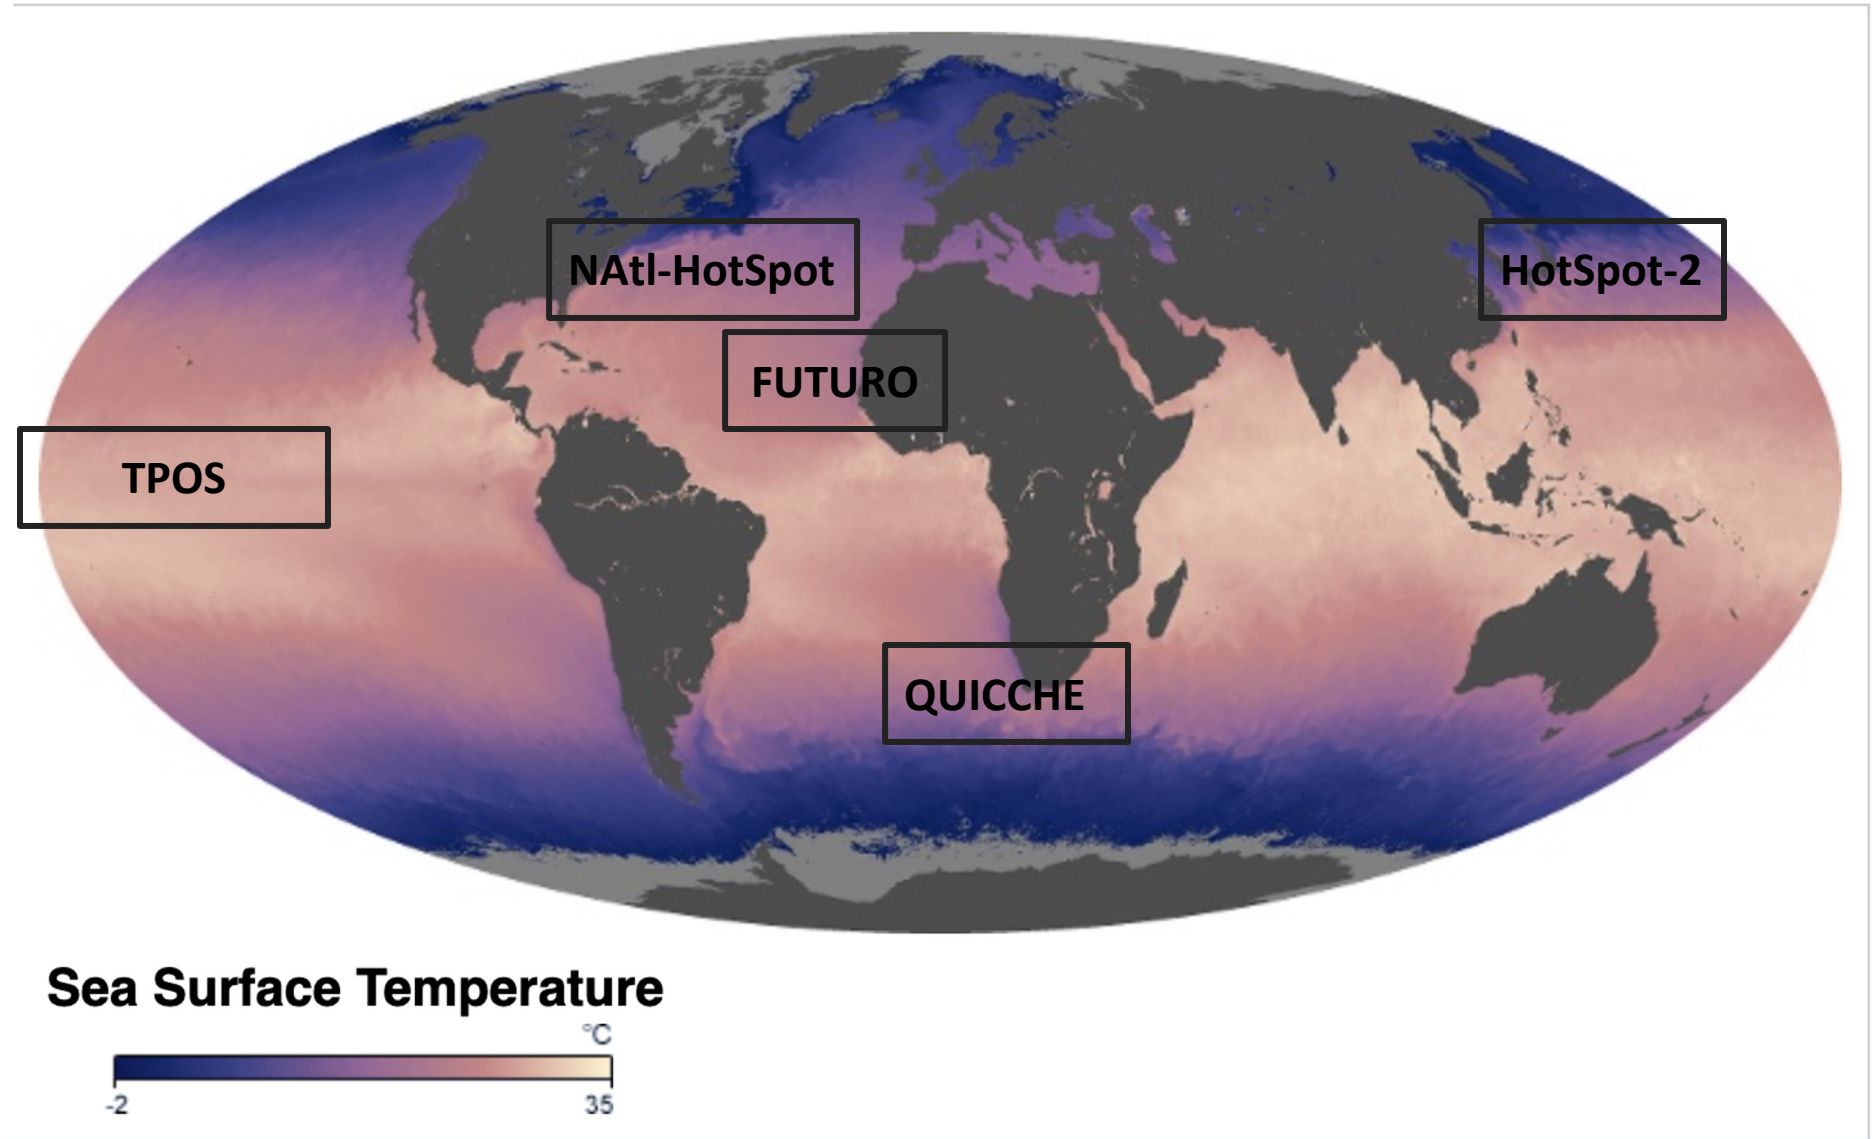 NAtl-HotSpot
HotSpot-2
FUTURO
TPOS
QUICCHE
Sea Surface Temperature
°C
-2
35